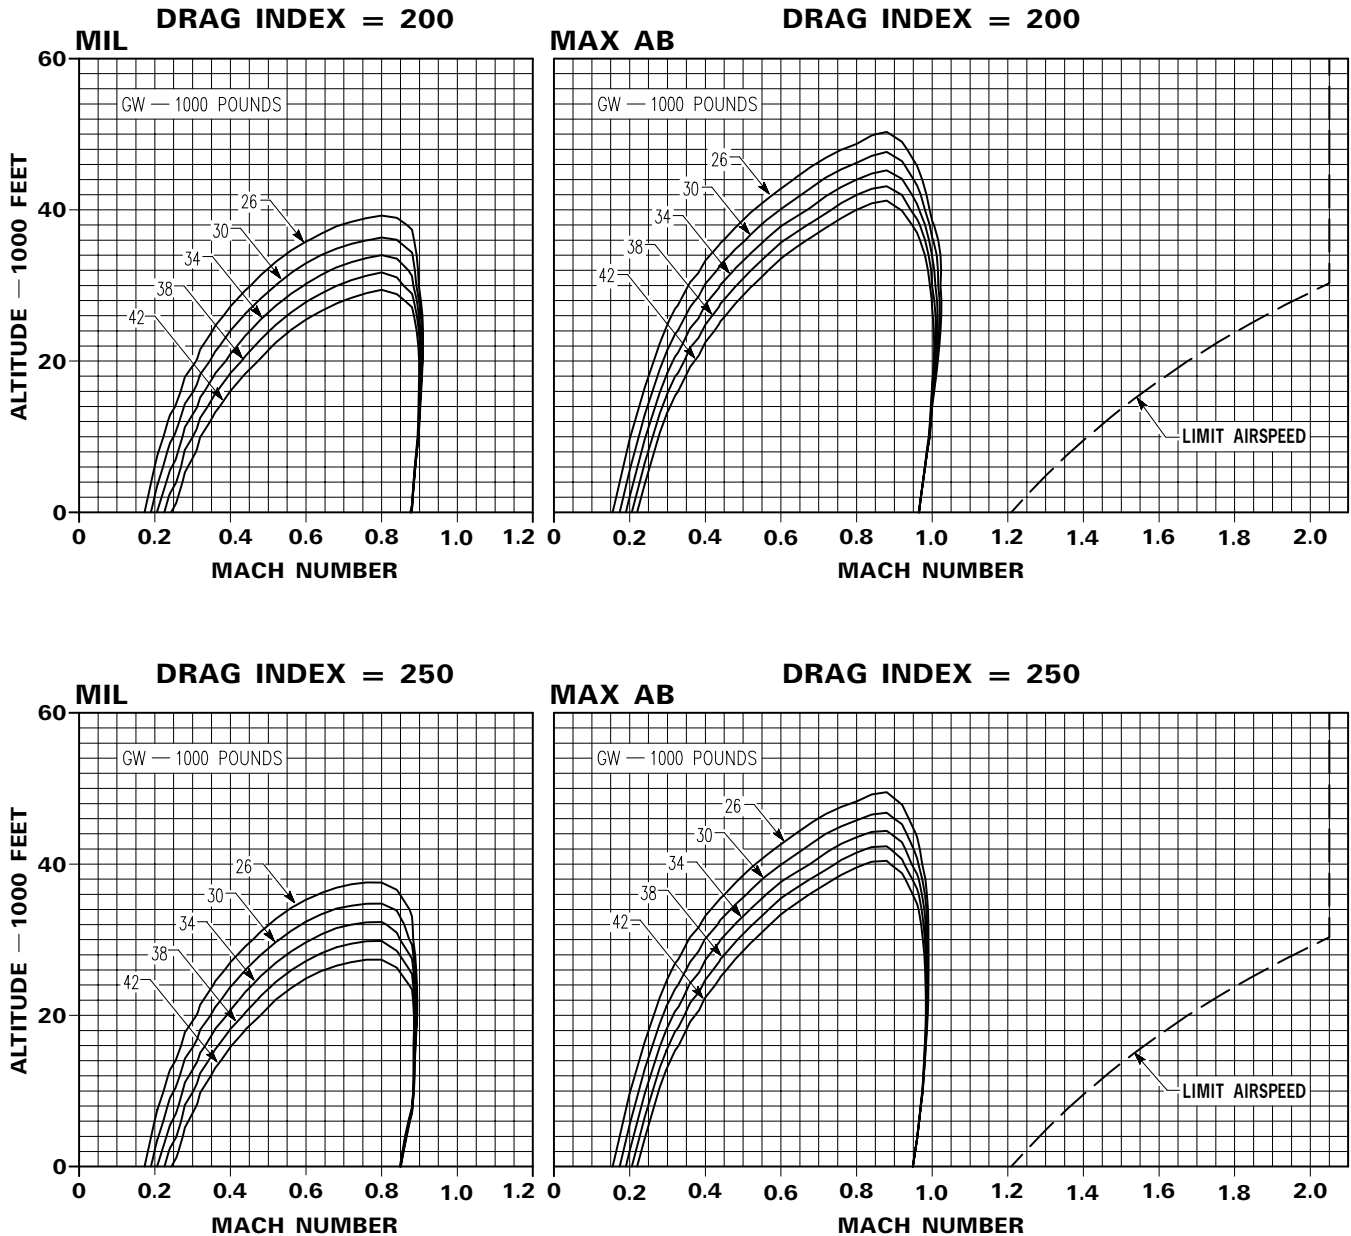 DRAG INDEX = 200
MIL
GW — 1000 POUNDS
26
30
34
38
42
60
40
20
0
ALTITUDE — 1000 FEET
0 0.2 0.4 0.6 0.8 1.0 1.2
MACH NUMBER
DRAG INDEX = 200
MAX AB
GW — 1000 POUNDS
26
30
34
38
42
LIMIT AIRSPEED
0 0.2 0.4 0.6 0.8 1.0 1.2 1.4 1.6 1.8 2.0
MACH NUMBER
DRAG INDEX = 250
MIL
GW — 1000 POUNDS
26
30
34
38
42
60
40
20
0
ALTITUDE — 1000 FEET
0 0.2 0.4 0.6 0.8 1.0 1.2
MACH NUMBER
DRAG INDEX = 250
MAX AB
GW — 1000 POUNDS
26
30
34
38
42
LIMIT AIRSPEED
0 0.2 0.4 0.6 0.8 1.0 1.2 1.4 1.6 1.8 2.0
MACH NUMBER